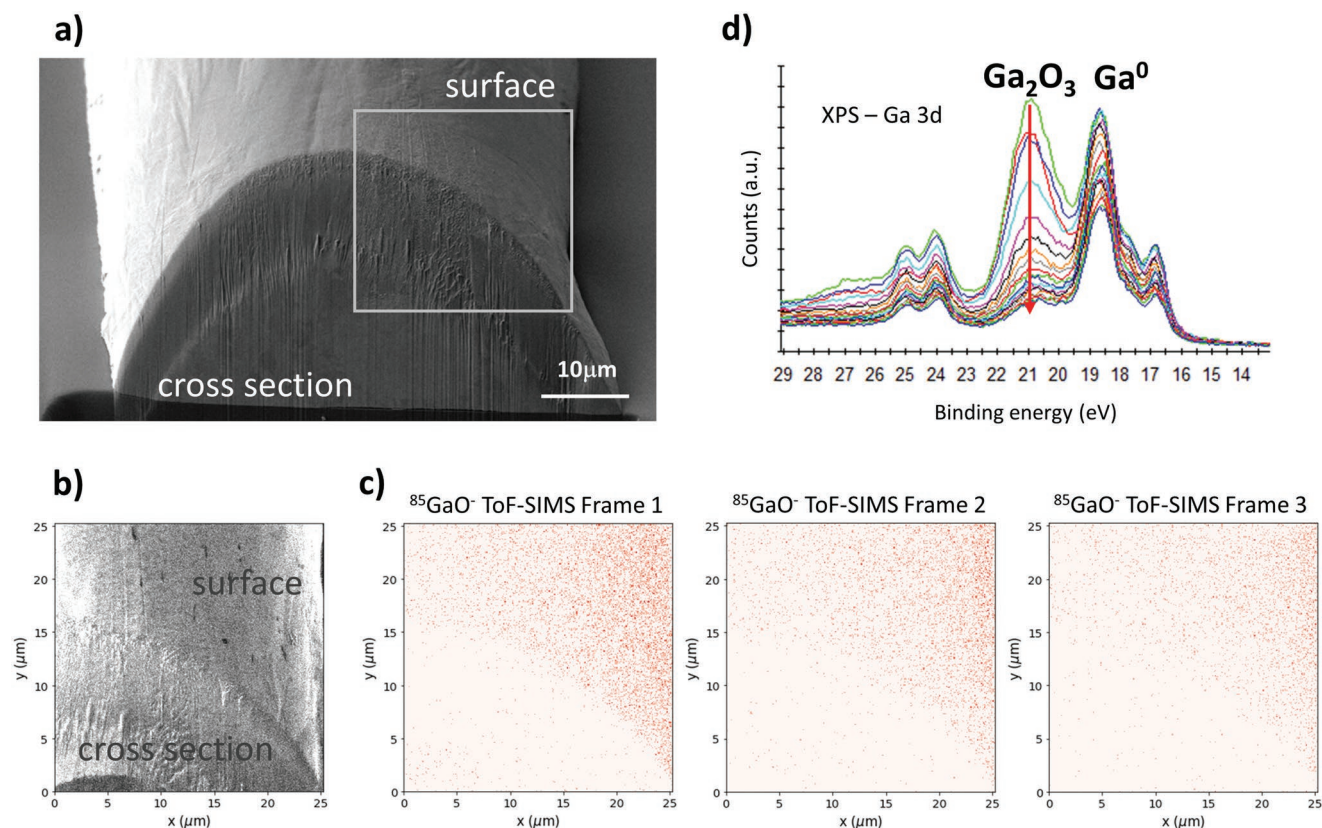 a)
surface
cross section
10μm
d)
Ga₂O₃ Ga⁰
XPS – Ga 3d
Counts (a.u.)
29 28 27 26 25 24 23 22 21 20 19 18 17 16 15 14
Binding energy (eV)
b)
surface
cross section
25
20
15
10
5
0
y (μm)
0 5 10 15 20 25
x (μm)
c)
⁸⁵GaO⁻ ToF-SIMS Frame 1
25
20
15
10
5
0
y (μm)
0 5 10 15 20 25
x (μm)
⁸⁵GaO⁻ ToF-SIMS Frame 2
25
20
15
10
5
0
y (μm)
0 5 10 15 20 25
x (μm)
⁸⁵GaO⁻ ToF-SIMS Frame 3
25
20
15
10
5
0
y (μm)
0 5 10 15 20 25
x (μm)